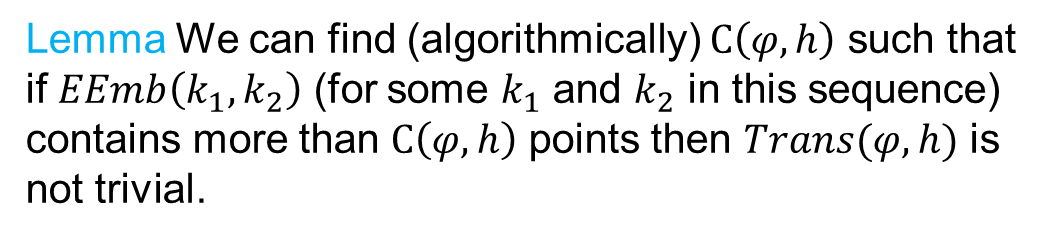 Lemma We can find (algorithmically) C(𝜑, ℎ) such that
if 𝐸𝐸𝑚𝑏(𝑘₁, 𝑘₂) (for some 𝑘₁ and 𝑘₂ in this sequence)
contains more than C(𝜑, ℎ) points then 𝑇𝑟𝑎𝑛𝑠(𝜑, ℎ) is
not trivial.